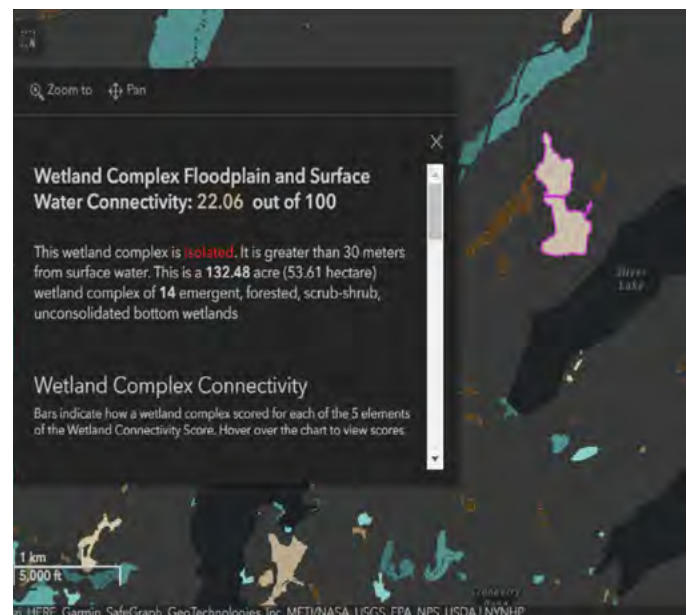 Zoom to Pan
Wetland Complex Floodplain and Surface
Water Connectivity: 22.06 out of 100
This wetland complex is isolated. It is greater than 30 meters
from surface water. This is a 132.48 acre (53.61 hectare)
wetland complex of 14 emergent, forested, scrub-shrub,
unconsolidated bottom wetlands
Wetland Complex Connectivity
Bars indicate how a wetland complex scored for each of the 5 elements
of the Wetland Connectivity Score. Hover over the chart to view scores
Lake
1 km
5,000 ft
HERE, Garmin, SafeGraph, GeoTechnologies, Inc, METI/NASA, USGS, EPA, NPS, USDA | NYNHP